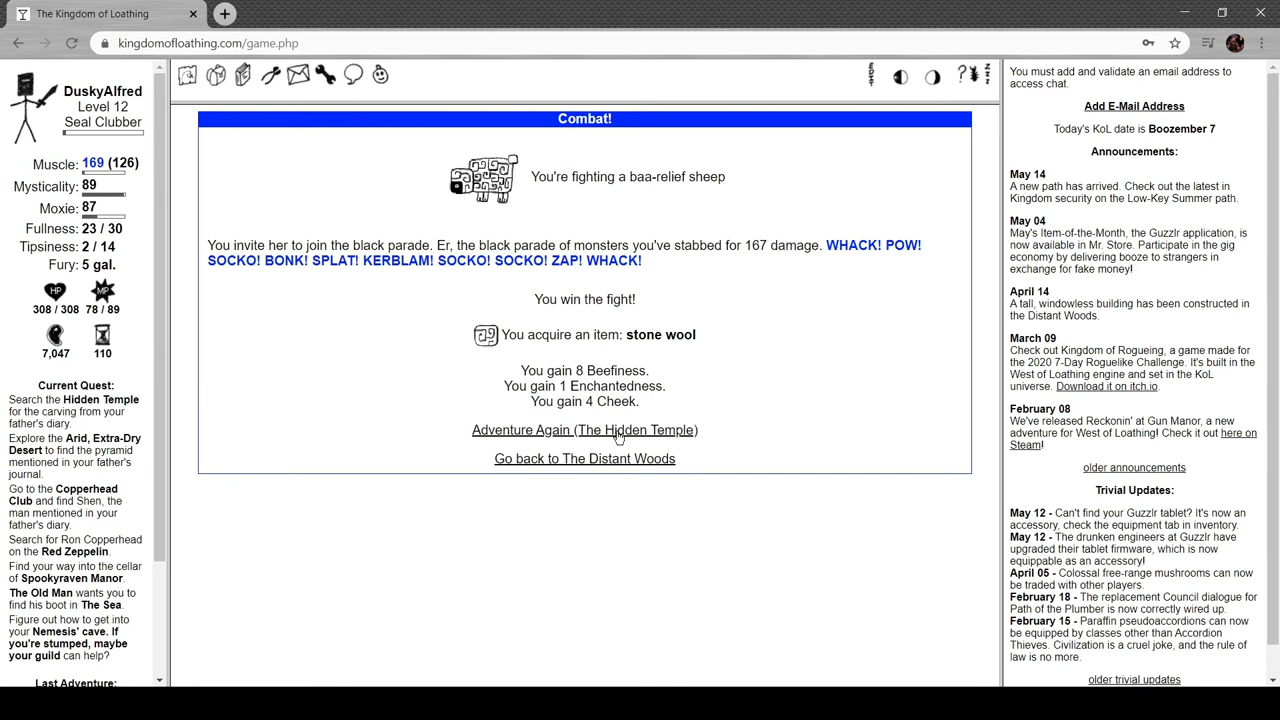 The Kingdom of Loathing
kingdomofloathing.com/game.php
DuskyAlfred
Level 12
Seal Clubber
Muscle: 169 (126)
Mysticality: 89
Moxie: 87
Fullness: 23 / 30
Tipsiness: 2 / 14
Fury: 5 gal.
HP MP
308 / 308 78 / 89
7,047 110
Current Quest:
Search the Hidden Temple
for the carving from your
father's diary.
Explore the Arid, Extra-Dry
Desert to find the pyramid
mentioned in your father's
journal.
Go to the Copperhead
Club and find Shen, the
man mentioned in your
father's diary.
Search for Ron Copperhead
on the Red Zeppelin.
Find your way into the cellar
of Spookyraven Manor.
The Old Man wants you to
find his boot in The Sea.
Figure out how to get into
your Nemesis' cave. If
you're stumped, maybe
your guild can help?
Last Adventure:
Combat!
You're fighting a baa-relief sheep
You invite her to join the black parade. Er, the black parade of monsters you've stabbed for 167 damage. WHACK! POW!
SOCKO! BONK! SPLAT! KERBLAM! SOCKO! SOCKO! ZAP! WHACK!
You win the fight!
You acquire an item: stone wool
You gain 8 Beefiness.
You gain 1 Enchantedness.
You gain 4 Cheek.
Adventure Again (The Hidden Temple)
Go back to The Distant Woods
You must add and validate an email address to
access chat.
Add E-Mail Address
Today's KoL date is Boozember 7
Announcements:
May 14
A new path has arrived. Check out the latest in
Kingdom security on the Low-Key Summer path.
May 04
May's Item-of-the-Month, the Guzzlr application, is
now available in Mr. Store. Participate in the gig
economy by delivering booze to strangers in
exchange for fake money!
April 14
A tall, windowless building has been constructed in
the Distant Woods.
March 09
Check out Kingdom of Rogueing, a game made for
the 2020 7-Day Roguelike Challenge. It's built in the
West of Loathing engine and set in the KoL
universe. Download it on itch.io.
February 08
We've released Reckonin' at Gun Manor, a new
adventure for West of Loathing! Check it out here on
Steam!
older announcements
Trivial Updates:
May 12 - Can't find your Guzzlr tablet? It's now an
accessory, check the equipment tab in inventory.
May 12 - The drunken engineers at Guzzlr have
upgraded their tablet firmware, which is now
equippable as an accessory!
April 05 - Colossal free-range mushrooms can now
be traded with other players.
February 18 - The replacement Council dialogue for
Path of the Plumber is now correctly wired up.
February 15 - Paraffin pseudoaccordions can now
be equipped by classes other than Accordion
Thieves. Civilization is a cruel joke, and the rule of
law is no more.
older trivial updates